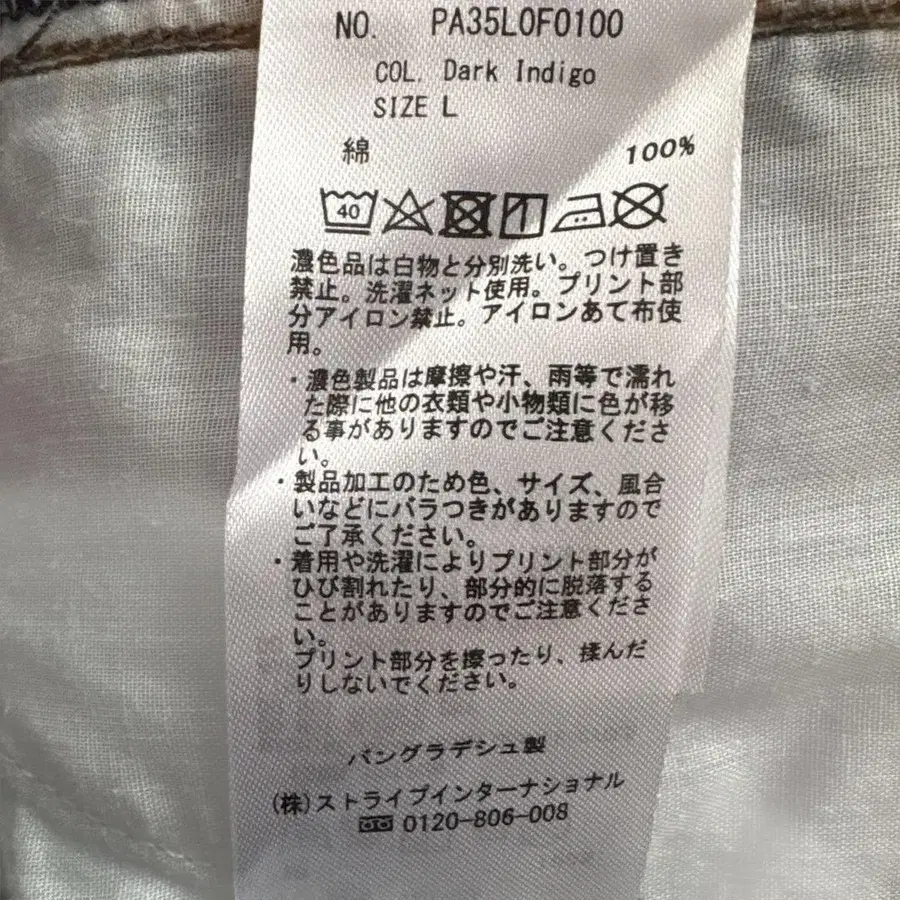 NO. PA35L0F0100
COL. Dark Indigo
SIZE L
綿 100%
40
濃色品は白物と分別洗い。つけ置き
禁止。洗濯ネット使用。プリント部
分アイロン禁止。アイロンあて布使
用。
・濃色製品は摩擦や汗、雨等で濡れ
た際に他の衣類や小物類に色が移
る事がありますのでご注意くださ
い。
・製品加工のため色、サイズ、風合
いなどにバラつきがありますので
ご了承ください。
・着用や洗濯によりプリント部分が
ひび割れたり、部分的に脱落する
ことがありますのでご注意くださ
い。
プリント部分を擦ったり、揉んだ
りしないでください。
バングラデシュ製
(株)ストライプインターナショナル
0120-806-008